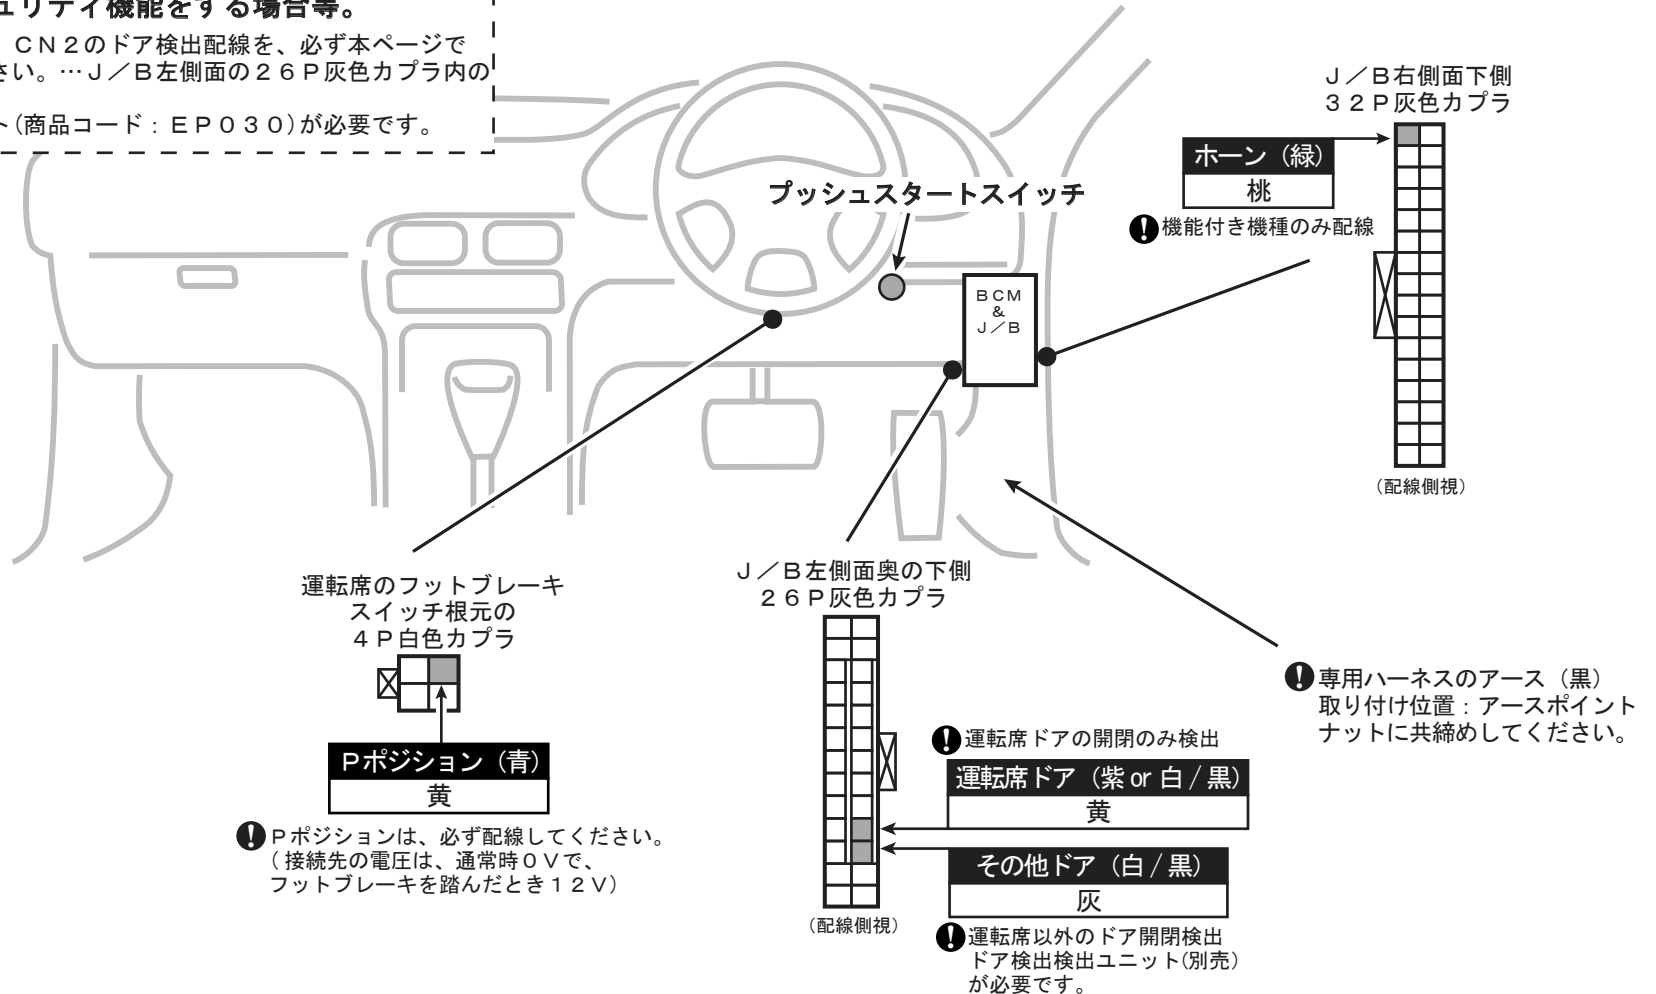 ュリティ機能をする場合等。
CN2のドア検出配線を、必ず本ページで
さい。…J/B左側面の26P灰色カプラ内の
ト(商品コード:EP030)が必要です。
プッシュスタートスイッチ
BCM
&
J/B
J/B右側面下側
32P灰色カプラ
ホーン(緑)
桃
機能付き機種のみ配線
(配線側視)
運転席のフットブレーキ
スイッチ根元の
4P白色カプラ
Pポジション(青)
黄
Pポジションは、必ず配線してください。
(接続先の電圧は、通常時0Vで、
フットブレーキを踏んだとき12V)
J/B左側面奥の下側
26P灰色カプラ
(配線側視)
運転席ドアの開閉のみ検出
運転席ドア(紫 or 白/黒)
黄
その他ドア(白/黒)
灰
運転席以外のドア開閉検出
ドア検出検出ユニット(別売)
が必要です。
専用ハーネスのアース(黒)
取り付け位置:アースポイント
ナットに共締めしてください。